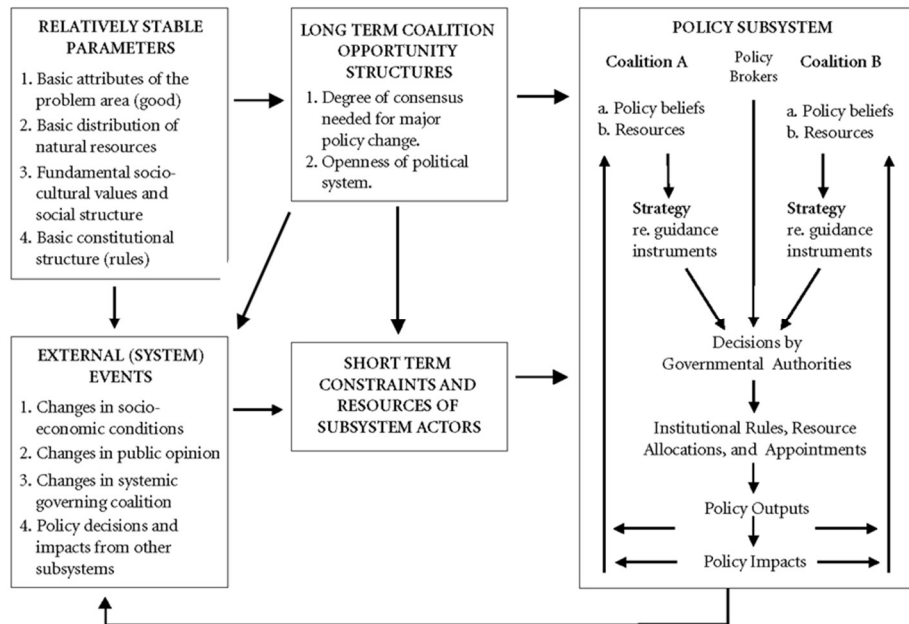 RELATIVELY STABLE
PARAMETERS
1. Basic attributes of the
problem area (good)
2. Basic distribution of
natural resources
3. Fundamental socio-
cultural values and
social structure
4. Basic constitutional
structure (rules)
LONG TERM COALITION
OPPORTUNITY
STRUCTURES
1. Degree of consensus
needed for major
policy change.
2. Openness of political
system.
EXTERNAL (SYSTEM)
EVENTS
1. Changes in socio-
economic conditions
2. Changes in public opinion
3. Changes in systemic
governing coalition
4. Policy decisions and
impacts from other
subsystems
SHORT TERM
CONSTRAINTS AND
RESOURCES OF
SUBSYSTEM ACTORS
POLICY SUBSYSTEM
Coalition A
a. Policy beliefs
b. Resources
Strategy
re. guidance
instruments
Policy
Brokers
Coalition B
a. Policy beliefs
b. Resources
Strategy
re. guidance
instruments
Decisions by
Governmental Authorities
Institutional Rules, Resource
Allocations, and Appointments
Policy Outputs
Policy Impacts